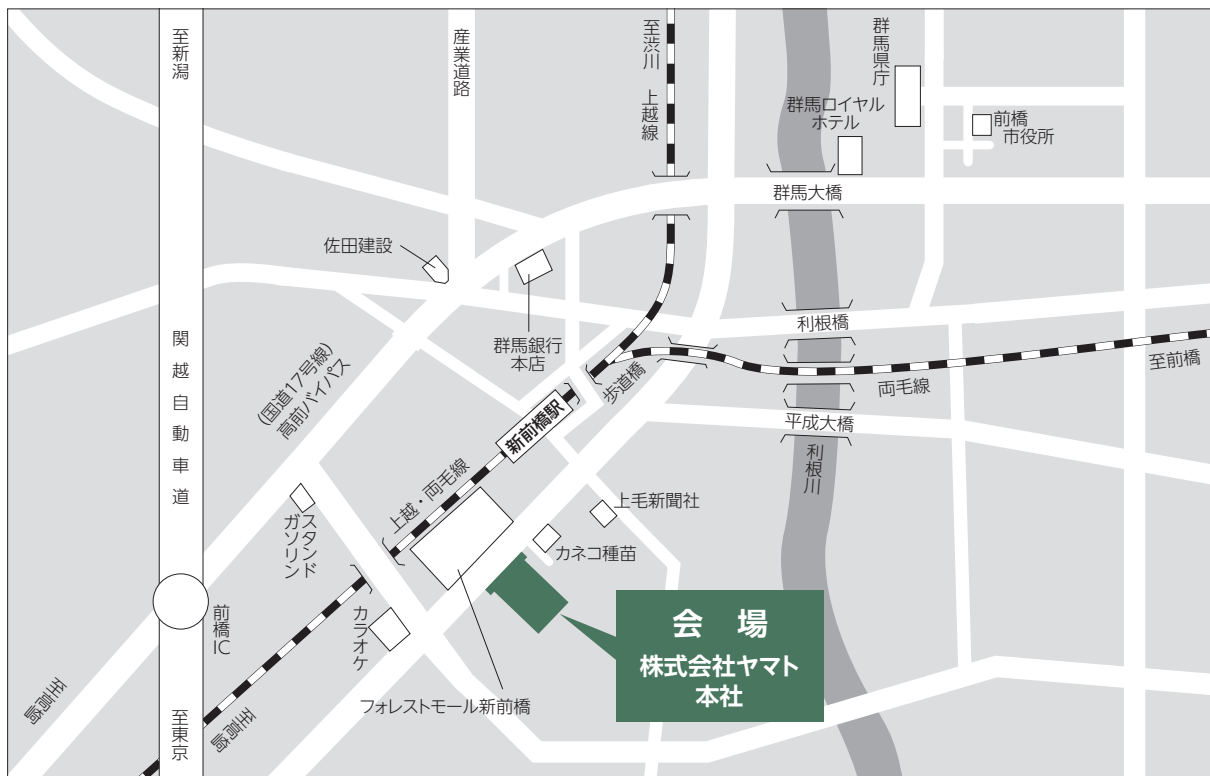 至新潟
産業道路
至渋川　上越線
群馬県庁
群馬ロイヤル
ホテル
前橋
市役所
群馬大橋
佐田建設
群馬銀行
本店
利根橋
至前橋
両毛線
歩道橋
平成大橋
利根川
(国道17号線)
高前バイパス
関越自動車道
新前橋駅
上越・両毛線
上毛新聞社
カネコ種苗
ガソリン
スタンド
前橋IC
カラオケ
フォレストモール新前橋
会　場
株式会社ヤマト
本社
至高崎
至高崎
至東京